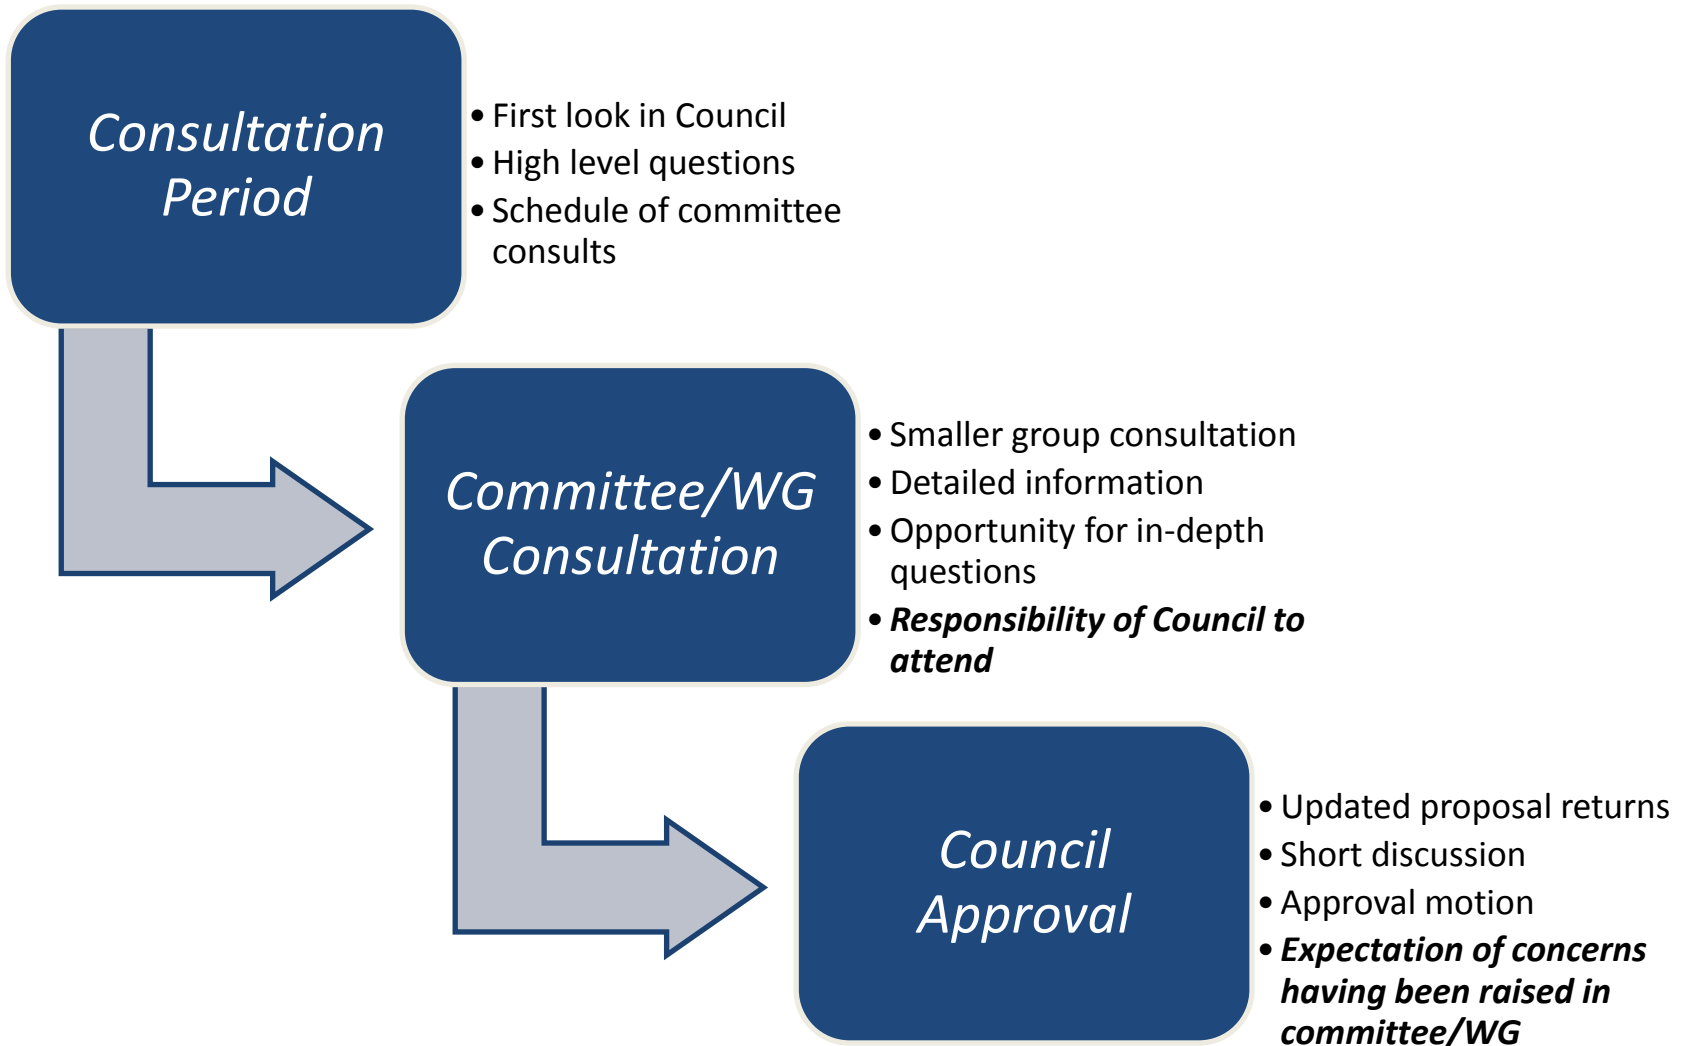 Consultation
Period
• First look in Council
• High level questions
• Schedule of committee
consults
Committee/WG
Consultation
• Smaller group consultation
• Detailed information
• Opportunity for in-depth
questions
• Responsibility of Council to
attend
Council
Approval
• Updated proposal returns
• Short discussion
• Approval motion
• Expectation of concerns
having been raised in
committee/WG